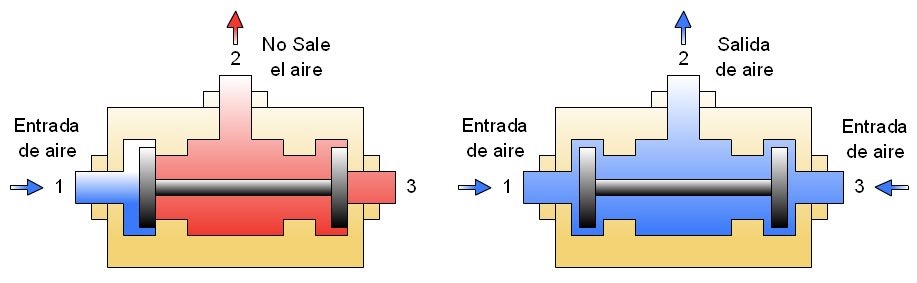 No Sale
el aire
2
Entrada
de aire
1
3
Salida
de aire
2
Entrada
de aire
1
Entrada
de aire
3